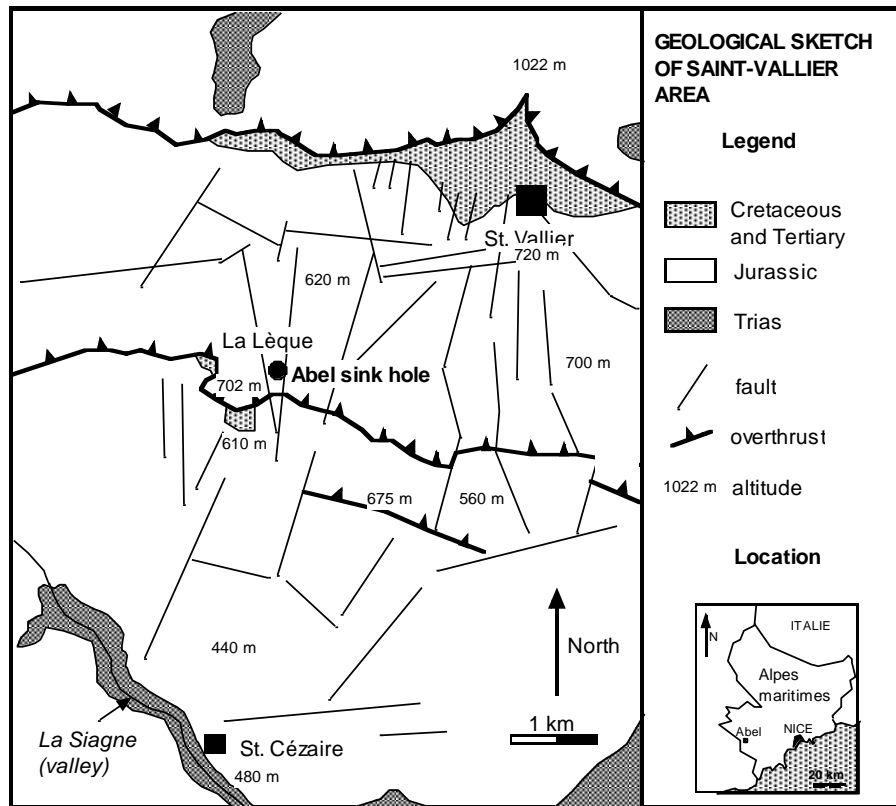 1022 m
St. Vallier
720 m
620 m
La Lèque
Abel sink hole
700 m
702 m
610 m
675 m
560 m
440 m
North
1 km
La Siagne
(valley)
St. Cézaire
480 m
GEOLOGICAL SKETCH
OF SAINT-VALLIER
AREA
Legend
Cretaceous
and Tertiary
Jurassic
Trias
fault
overthrust
1022 m altitude
Location
N
ITALIE
Alpes
maritimes
Abel
NICE
20 km